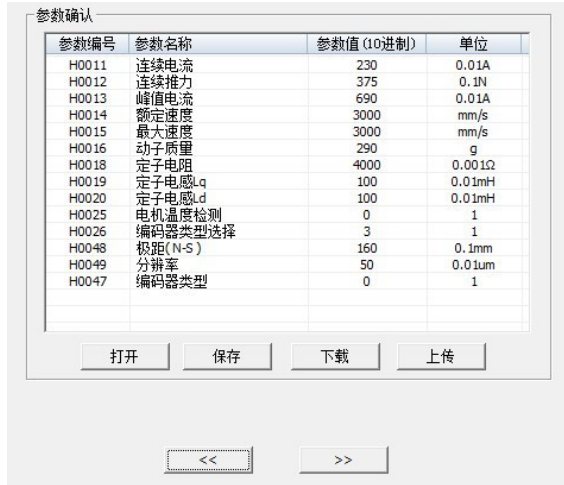 参数确认
参数编号 参数名称 参数值(10进制) 单位
H0011 连续电流 230 0.01A
H0012 连续推力 375 0.1N
H0013 峰值电流 690 0.01A
H0014 额定速度 3000 mm/s
H0015 最大速度 3000 mm/s
H0016 动子质量 290 g
H0018 定子电阻 4000 0.001Ω
H0019 定子电感Lq 100 0.01mH
H0020 定子电感Ld 100 0.01mH
H0025 电机温度检测 0 1
H0026 编码器类型选择 3 1
H0048 极距(N-S) 160 0.1mm
H0049 分辨率 50 0.01um
H0047 编码器类型 0 1
打开 保存 下载 上传
<< >>